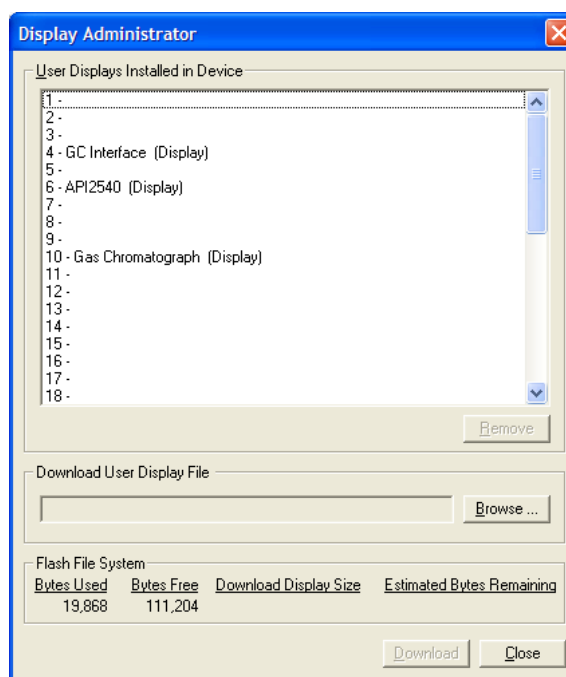 Display Administrator
User Displays Installed in Device
1 -
2 -
3 -
4 - GC Interface (Display)
5 -
6 - API2540 (Display)
7 -
8 -
9 -
10 - Gas Chromatograph (Display)
11 -
12 -
13 -
14 -
15 -
16 -
17 -
18 -
Remove
Download User Display File
Browse ...
Flash File System
Bytes Used Bytes Free Download Display Size Estimated Bytes Remaining
19,868 111,204
Download Close